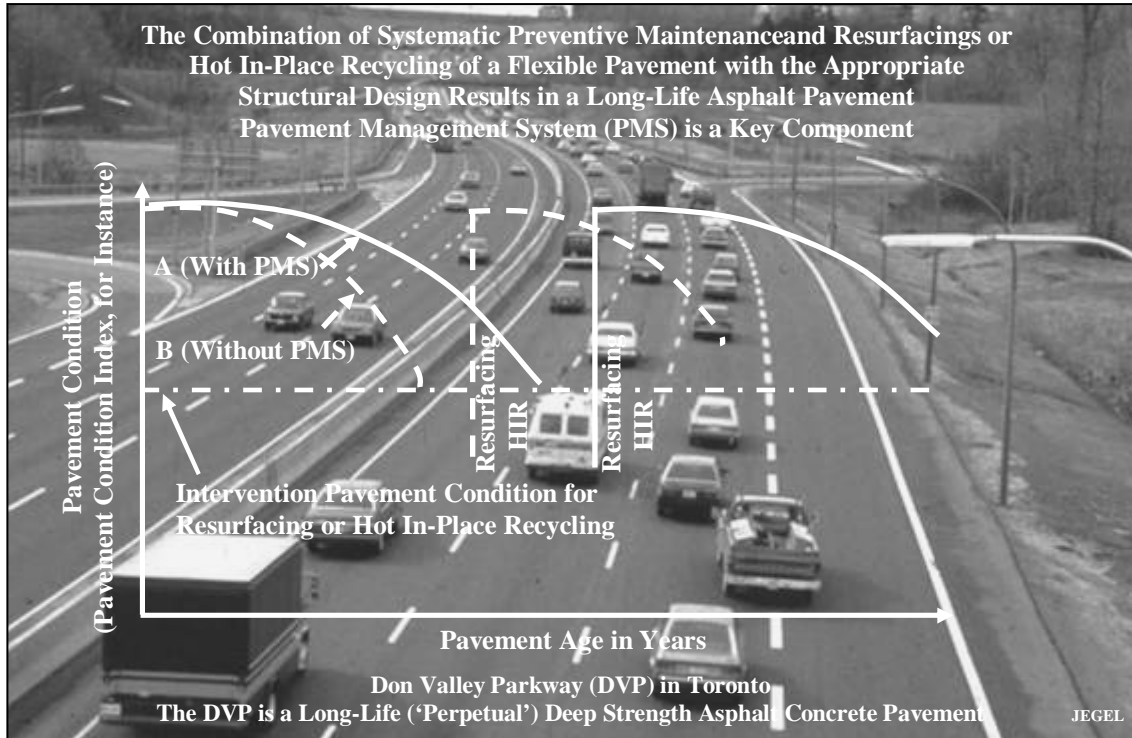 The Combination of Systematic Preventive Maintenanceand Resurfacings or
Hot In-Place Recycling of a Flexible Pavement with the Appropriate
Structural Design Results in a Long-Life Asphalt Pavement
Pavement Management System (PMS) is a Key Component
Pavement Condition
(Pavement Condition Index, for Instance)
A (With PMS)
B (Without PMS)
Resurfacing
HIR
Resurfacing
HIR
Intervention Pavement Condition for
Resurfacing or Hot In-Place Recycling
Pavement Age in Years
Don Valley Parkway (DVP) in Toronto
The DVP is a Long-Life (‘Perpetual’) Deep Strength Asphalt Concrete Pavement
JEGEL